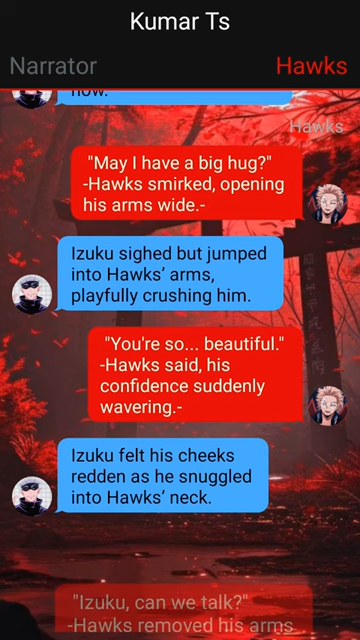 Kumar Ts
Narrator
Hawks
now.
Hawks
"May I have a big hug?"
-Hawks smirked, opening
his arms wide.-
Izuku sighed but jumped
into Hawks’ arms,
playfully crushing him.
"You're so... beautiful."
-Hawks said, his
confidence suddenly
wavering.-
Izuku felt his cheeks
redden as he snuggled
into Hawks’ neck.
"Izuku, can we talk?"
-Hawks removed his arms